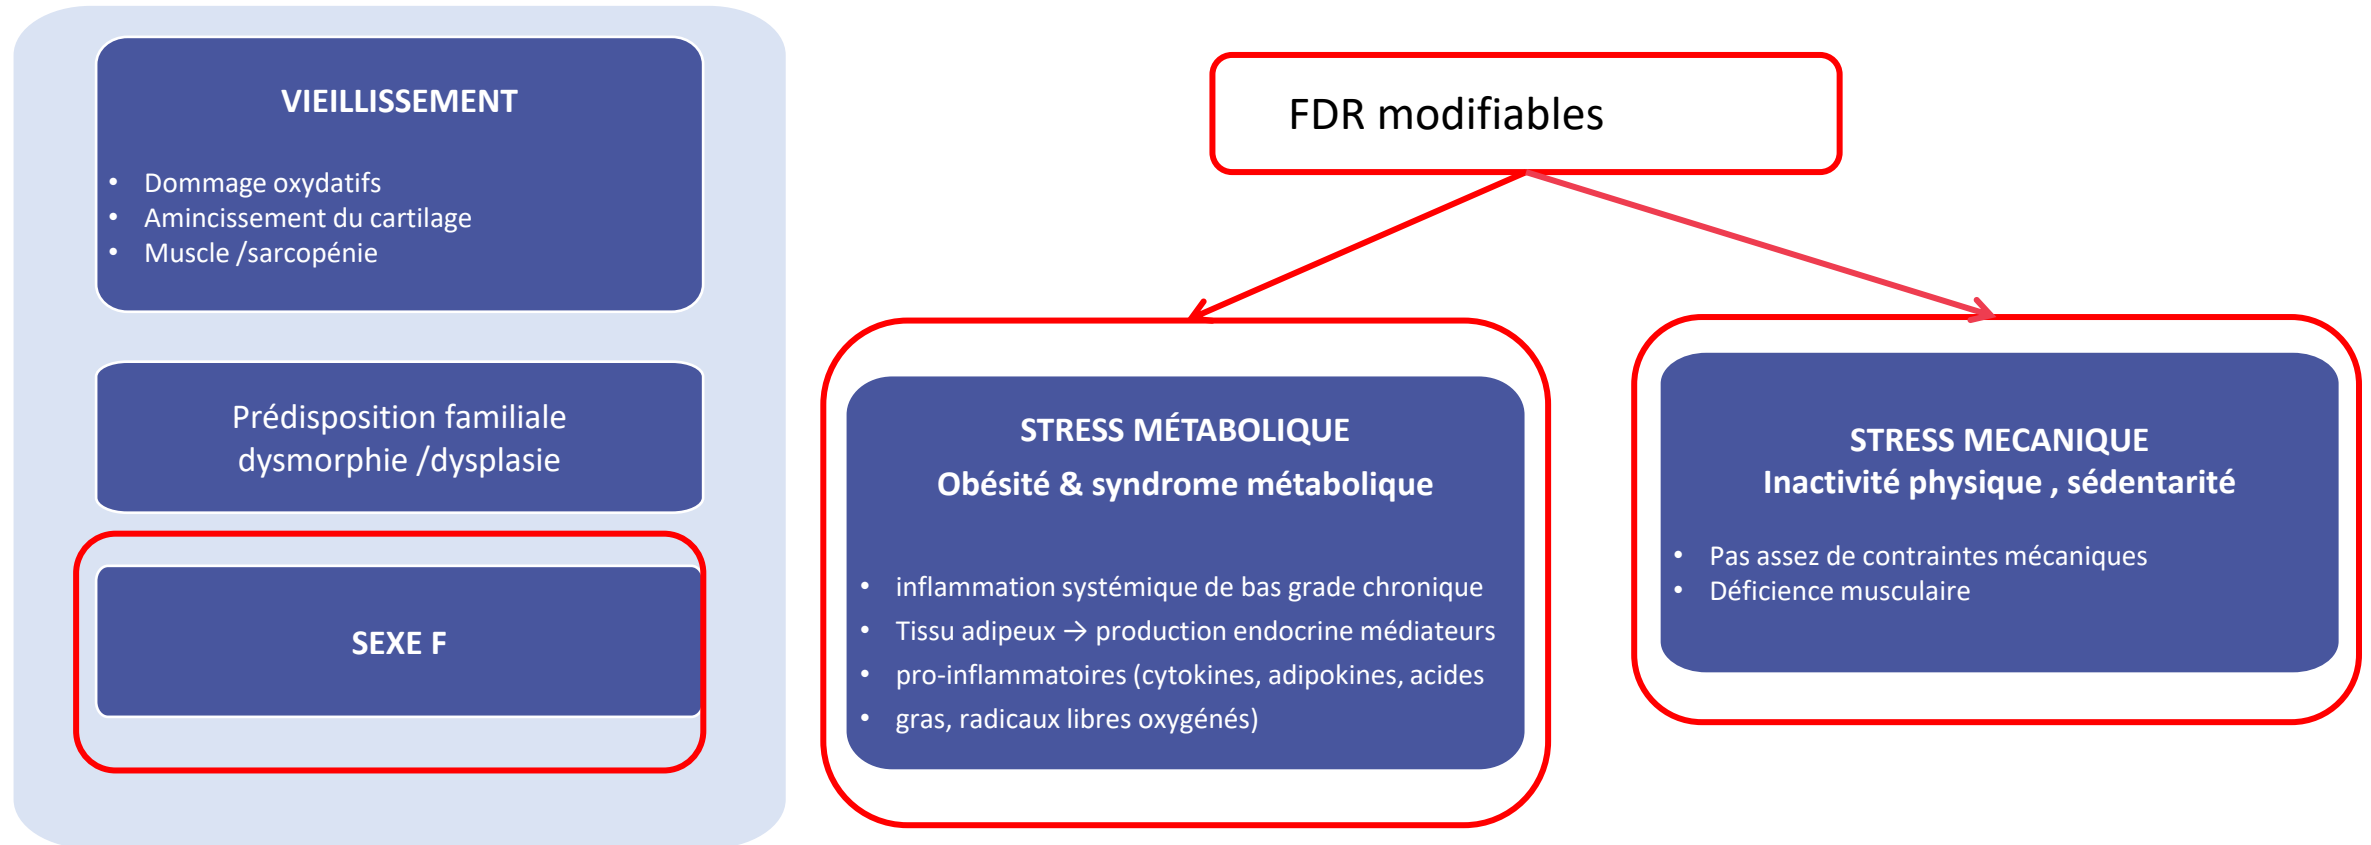 VIEILLISSEMENT
• Dommage oxydatifs
• Amincissement du cartilage
• Muscle /sarcopénie
Prédisposition familiale
dysmorphie /dysplasie
SEXE F
FDR modifiables
STRESS MÉTABOLIQUE
Obésité & syndrome métabolique
• inflammation systémique de bas grade chronique
• Tissu adipeux → production endocrine médiateurs
• pro-inflammatoires (cytokines, adipokines, acides
• gras, radicaux libres oxygénés)
STRESS MECANIQUE
Inactivité physique , sédentarité
• Pas assez de contraintes mécaniques
• Déficience musculaire